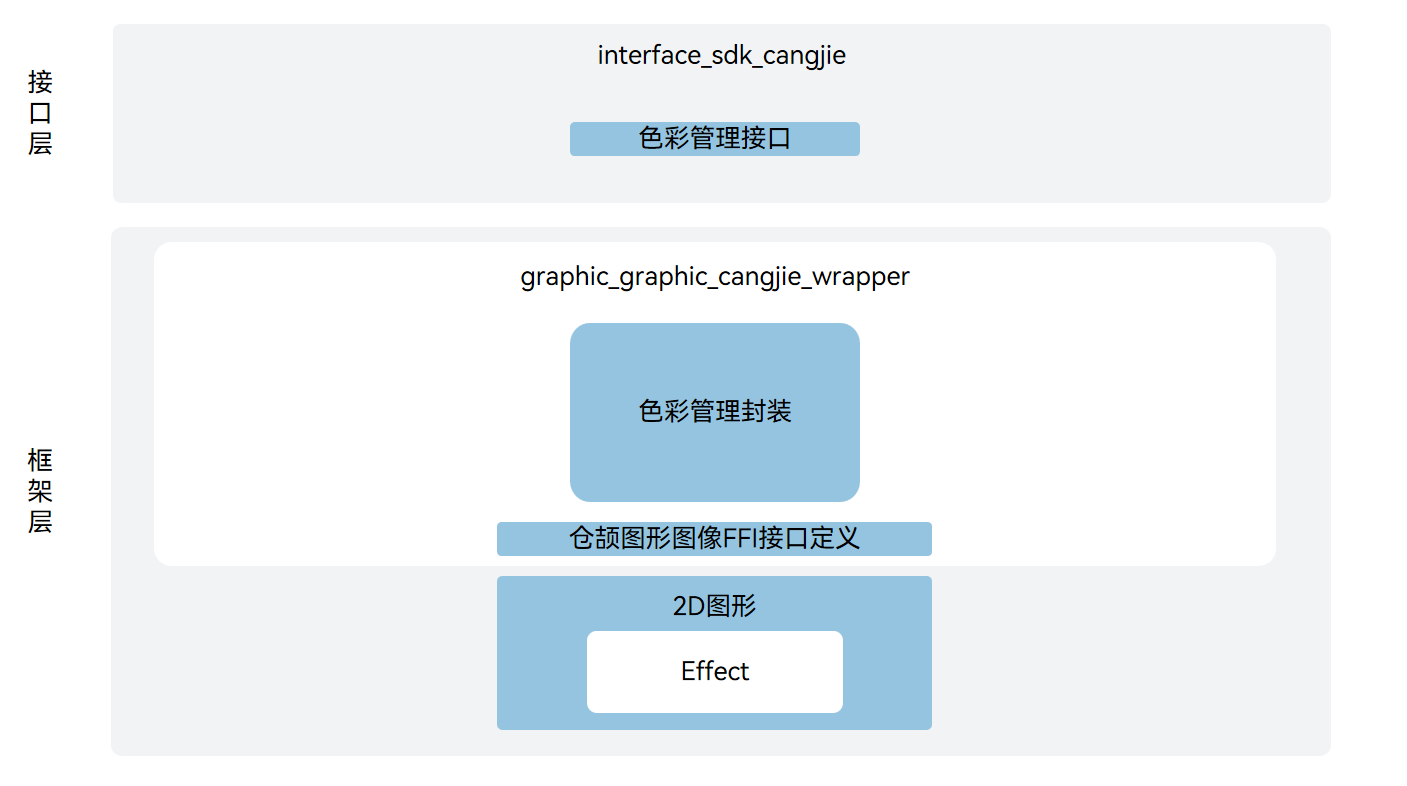 接口层
interface_sdk_cangjie
色彩管理接口
框架层
graphic_graphic_cangjie_wrapper
色彩管理封装
仓颉图形图像FFI接口定义
2D图形
Effect